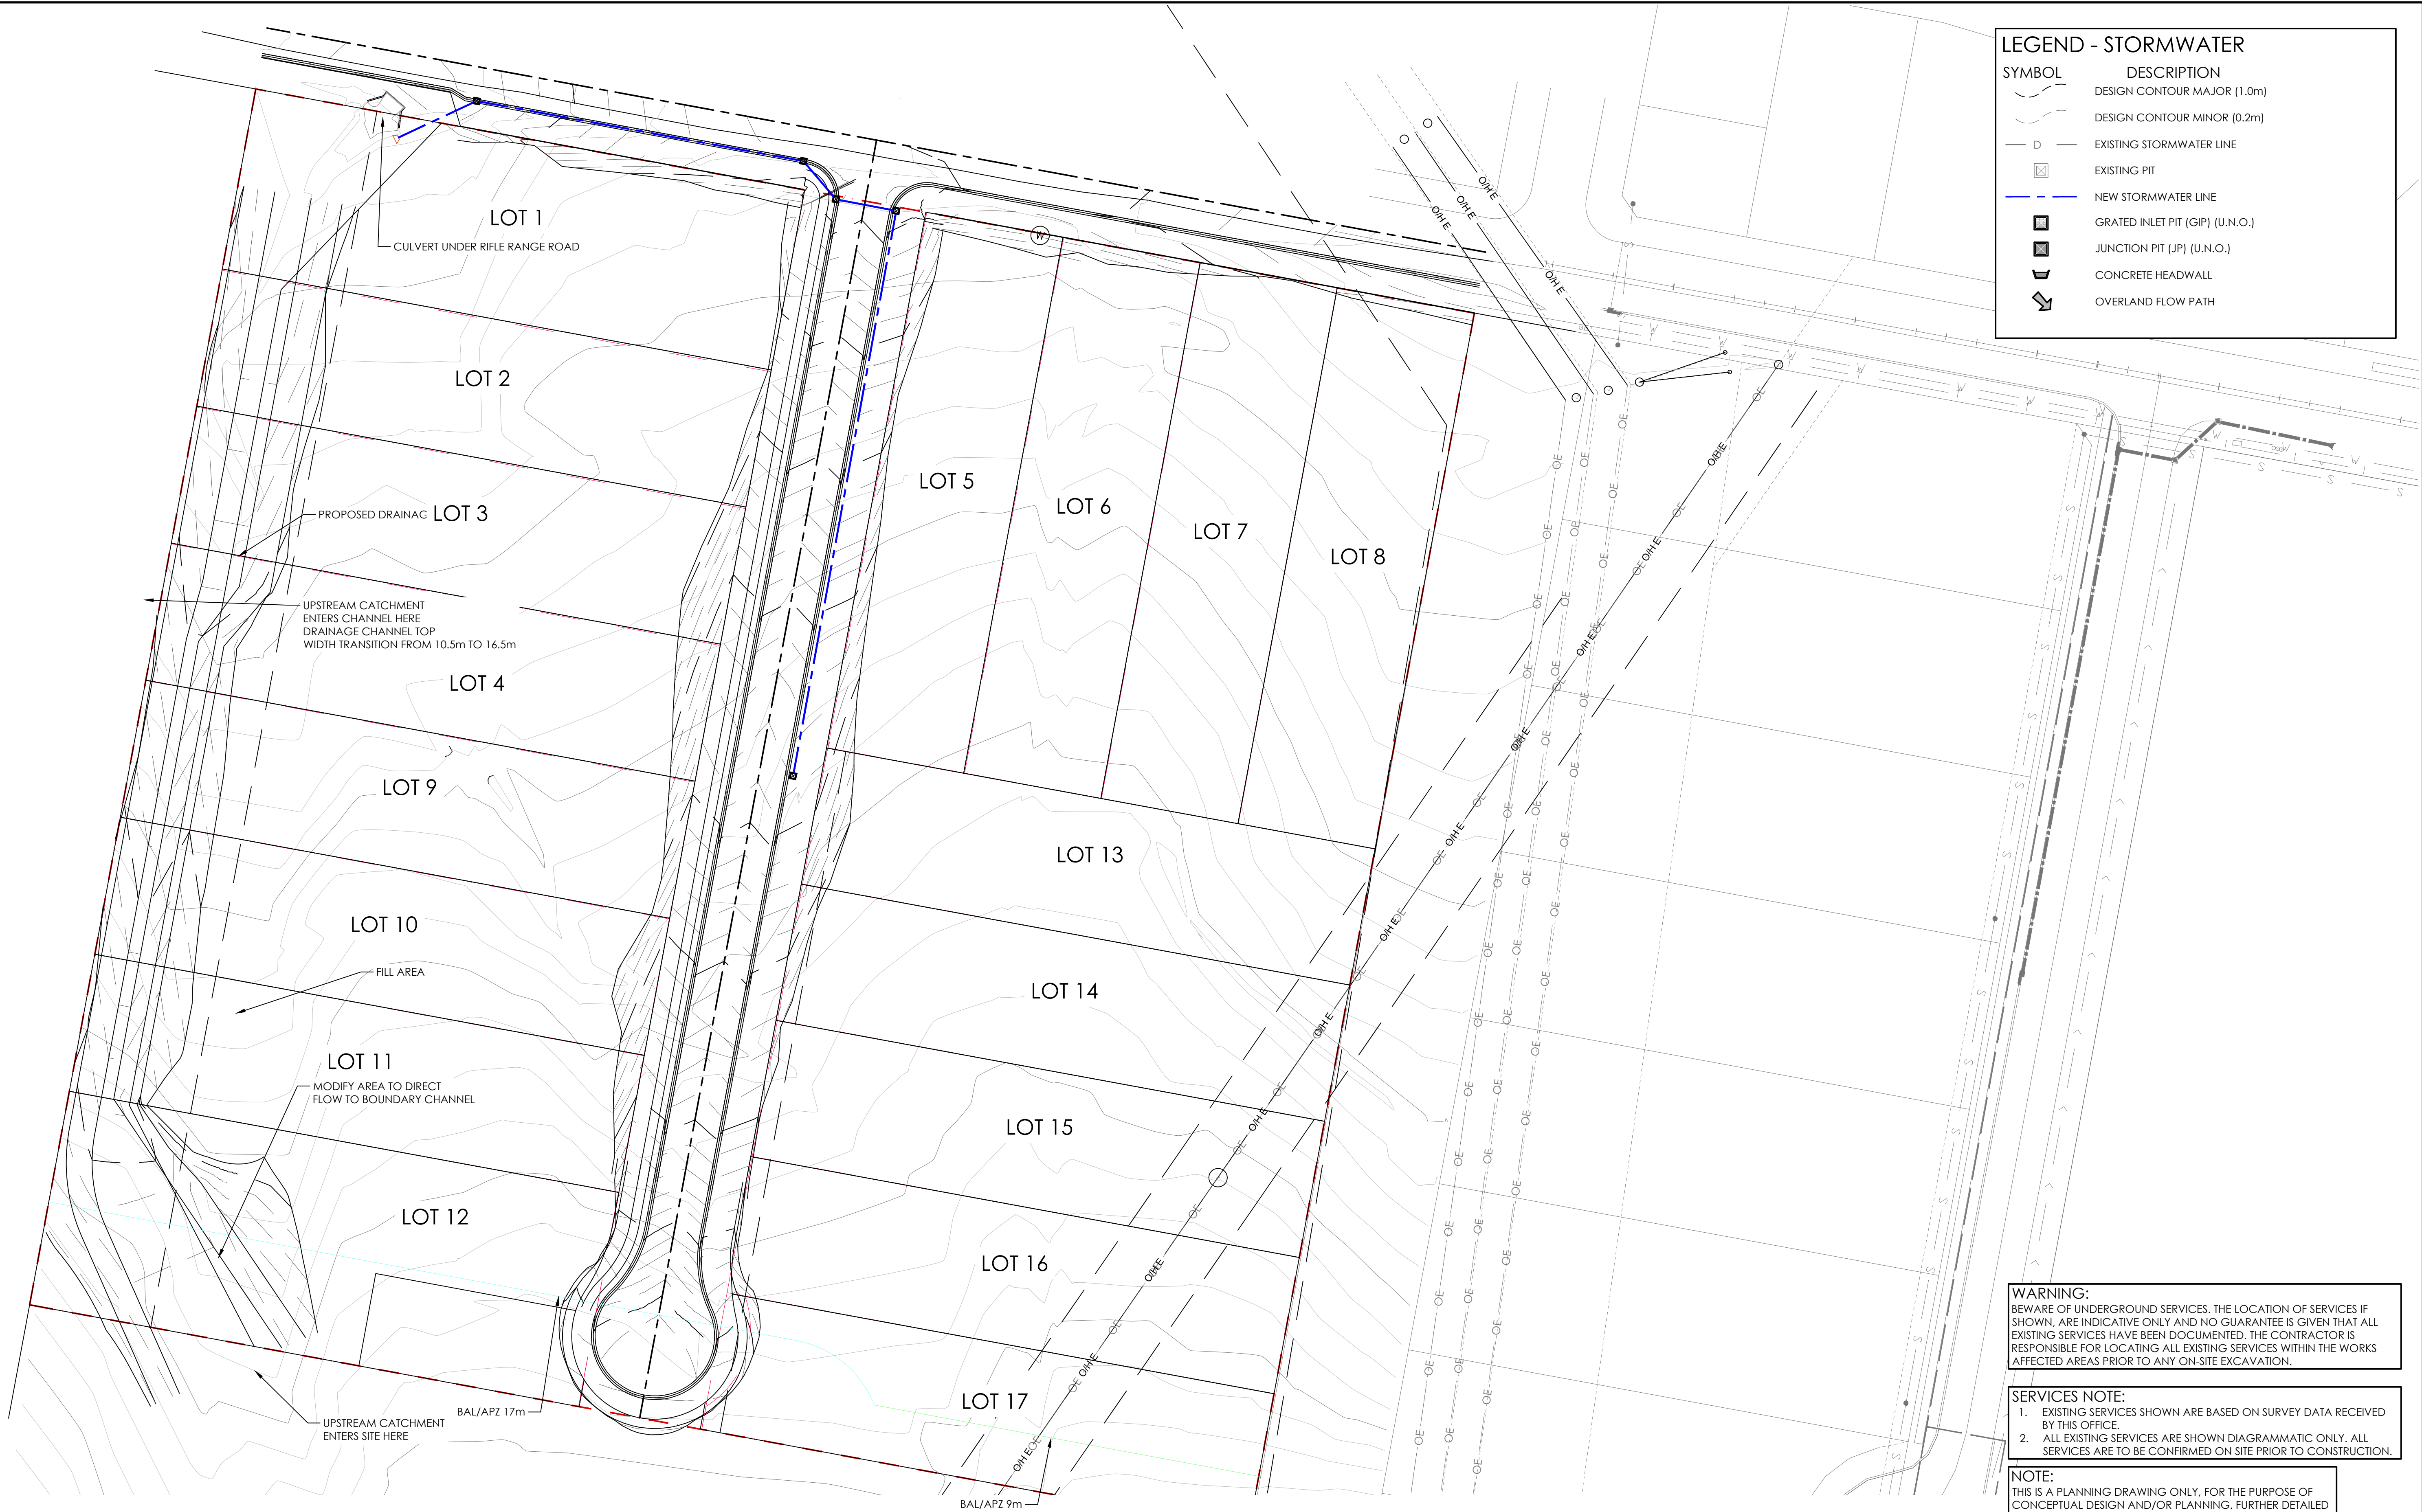 LEGEND - STORMWATER
SYMBOL DESCRIPTION
DESIGN CONTOUR MAJOR (1.0m)
DESIGN CONTOUR MINOR (0.2m)
D EXISTING STORMWATER LINE
EXISTING PIT
NEW STORMWATER LINE
GRATED INLET PIT (GIP) (U.N.O.)
JUNCTION PIT (JP) (U.N.O.)
CONCRETE HEADWALL
OVERLAND FLOW PATH
LOT 1
CULVERT UNDER RIFLE RANGE ROAD
W
LOT 2
LOT 3
PROPOSED DRAINAG
UPSTREAM CATCHMENT
ENTERS CHANNEL HERE
DRAINAGE CHANNEL TOP
WIDTH TRANSITION FROM 10.5m TO 16.5m
LOT 4
LOT 5
LOT 6
LOT 7
LOT 8
LOT 9
LOT 10
FILL AREA
LOT 11
MODIFY AREA TO DIRECT
FLOW TO BOUNDARY CHANNEL
LOT 12
LOT 13
LOT 14
LOT 15
LOT 16
LOT 17
UPSTREAM CATCHMENT
ENTERS SITE HERE
BAL/APZ 17m
BAL/APZ 9m
O/H E
O/H E
O/H E
O/H E
O/H E
O/H E
O/H E
O/H E
O/H E
O/H E
O/H E
OE
OE
OE
W
W
W
S
S
S
WARNING:
BEWARE OF UNDERGROUND SERVICES. THE LOCATION OF SERVICES IF
SHOWN, ARE INDICATIVE ONLY AND NO GUARANTEE IS GIVEN THAT ALL
EXISTING SERVICES HAVE BEEN DOCUMENTED. THE CONTRACTOR IS
RESPONSIBLE FOR LOCATING ALL EXISTING SERVICES WITHIN THE WORKS
AFFECTED AREAS PRIOR TO ANY ON-SITE EXCAVATION.
SERVICES NOTE:
1. EXISTING SERVICES SHOWN ARE BASED ON SURVEY DATA RECEIVED
BY THIS OFFICE.
2. ALL EXISTING SERVICES ARE SHOWN DIAGRAMMATIC ONLY. ALL
SERVICES ARE TO BE CONFIRMED ON SITE PRIOR TO CONSTRUCTION.
NOTE:
THIS IS A PLANNING DRAWING ONLY, FOR THE PURPOSE OF
CONCEPTUAL DESIGN AND/OR PLANNING. FURTHER DETAILED